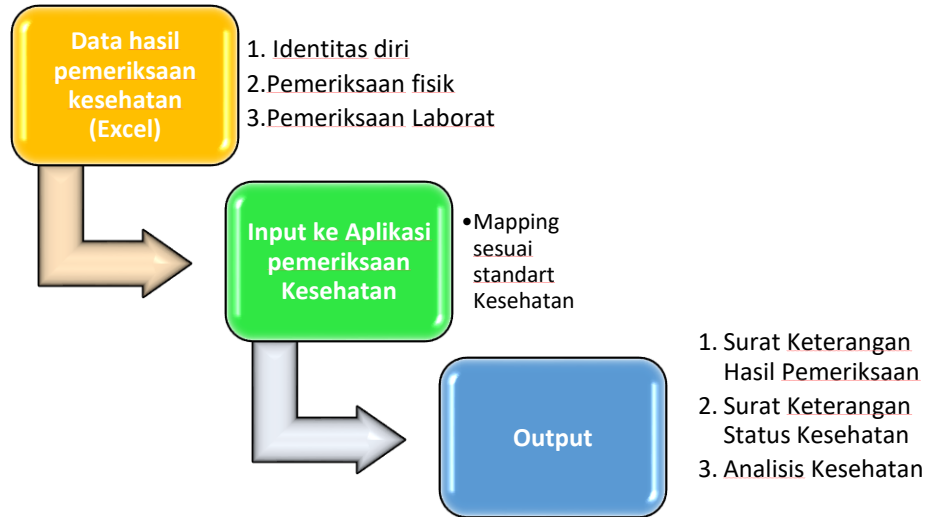 Data hasil
pemeriksaan
kesehatan
(Excel)
1. Identitas diri
2.Pemeriksaan fisik
3.Pemeriksaan Laborat
Input ke Aplikasi
pemeriksaan
Kesehatan
•Mapping
sesuai
standart
Kesehatan
Output
1. Surat Keterangan
Hasil Pemeriksaan
2. Surat Keterangan
Status Kesehatan
3. Analisis Kesehatan